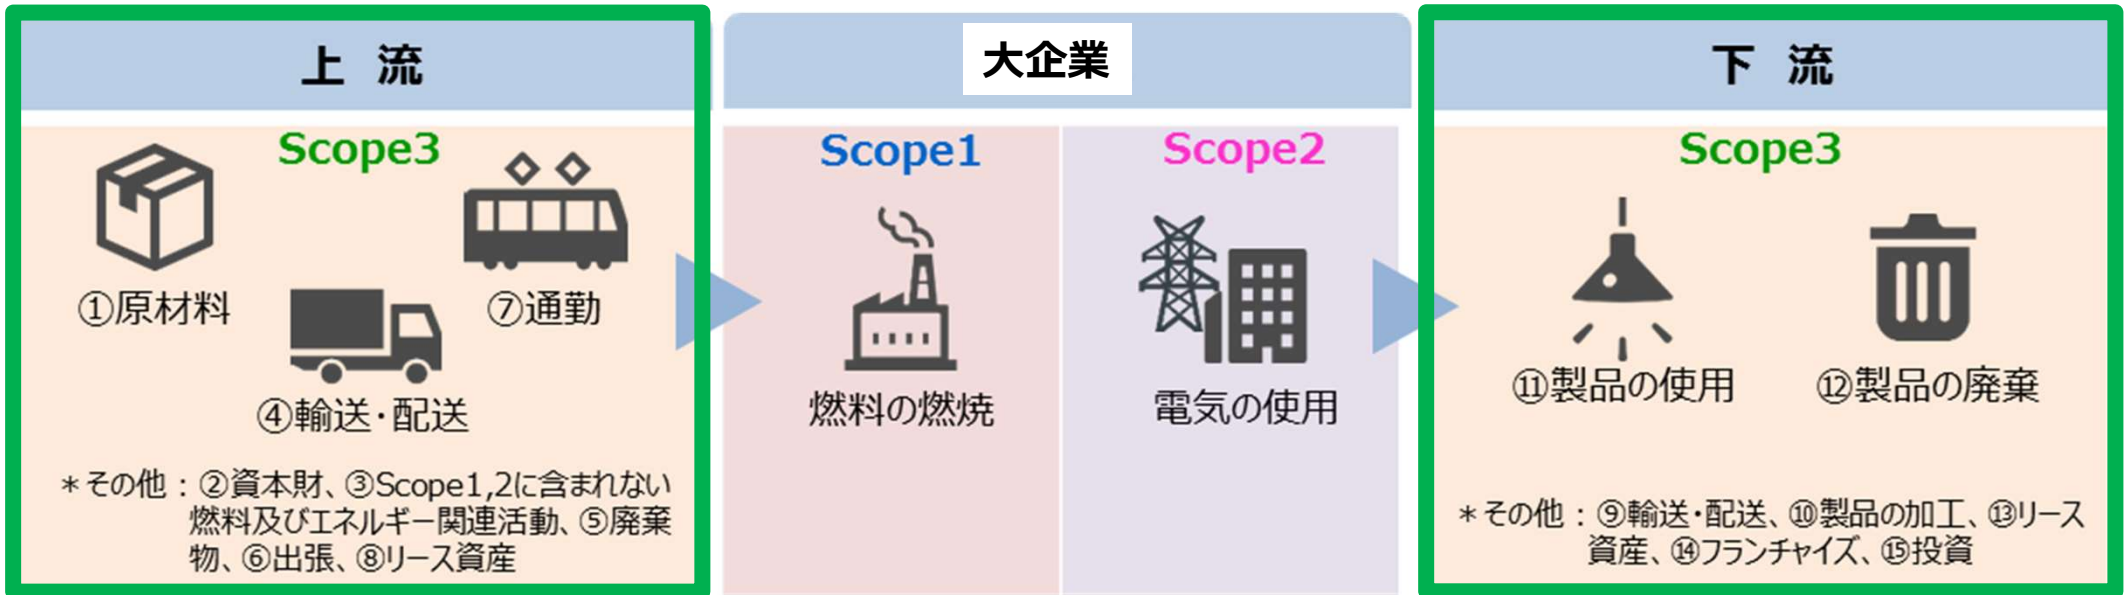 上 流
Scope3
①原材料
⑦通勤
④輸送・配送
＊その他：②資本財、③Scope1,2に含まれない
燃料及びエネルギー関連活動、⑤廃棄
物、⑥出張、⑧リース資産
大企業
Scope1
燃料の燃焼
Scope2
電気の使用
下 流
Scope3
⑪製品の使用
⑫製品の廃棄
＊その他：⑨輸送・配送、⑩製品の加工、⑬リース
資産、⑭フランチャイズ、⑮投資